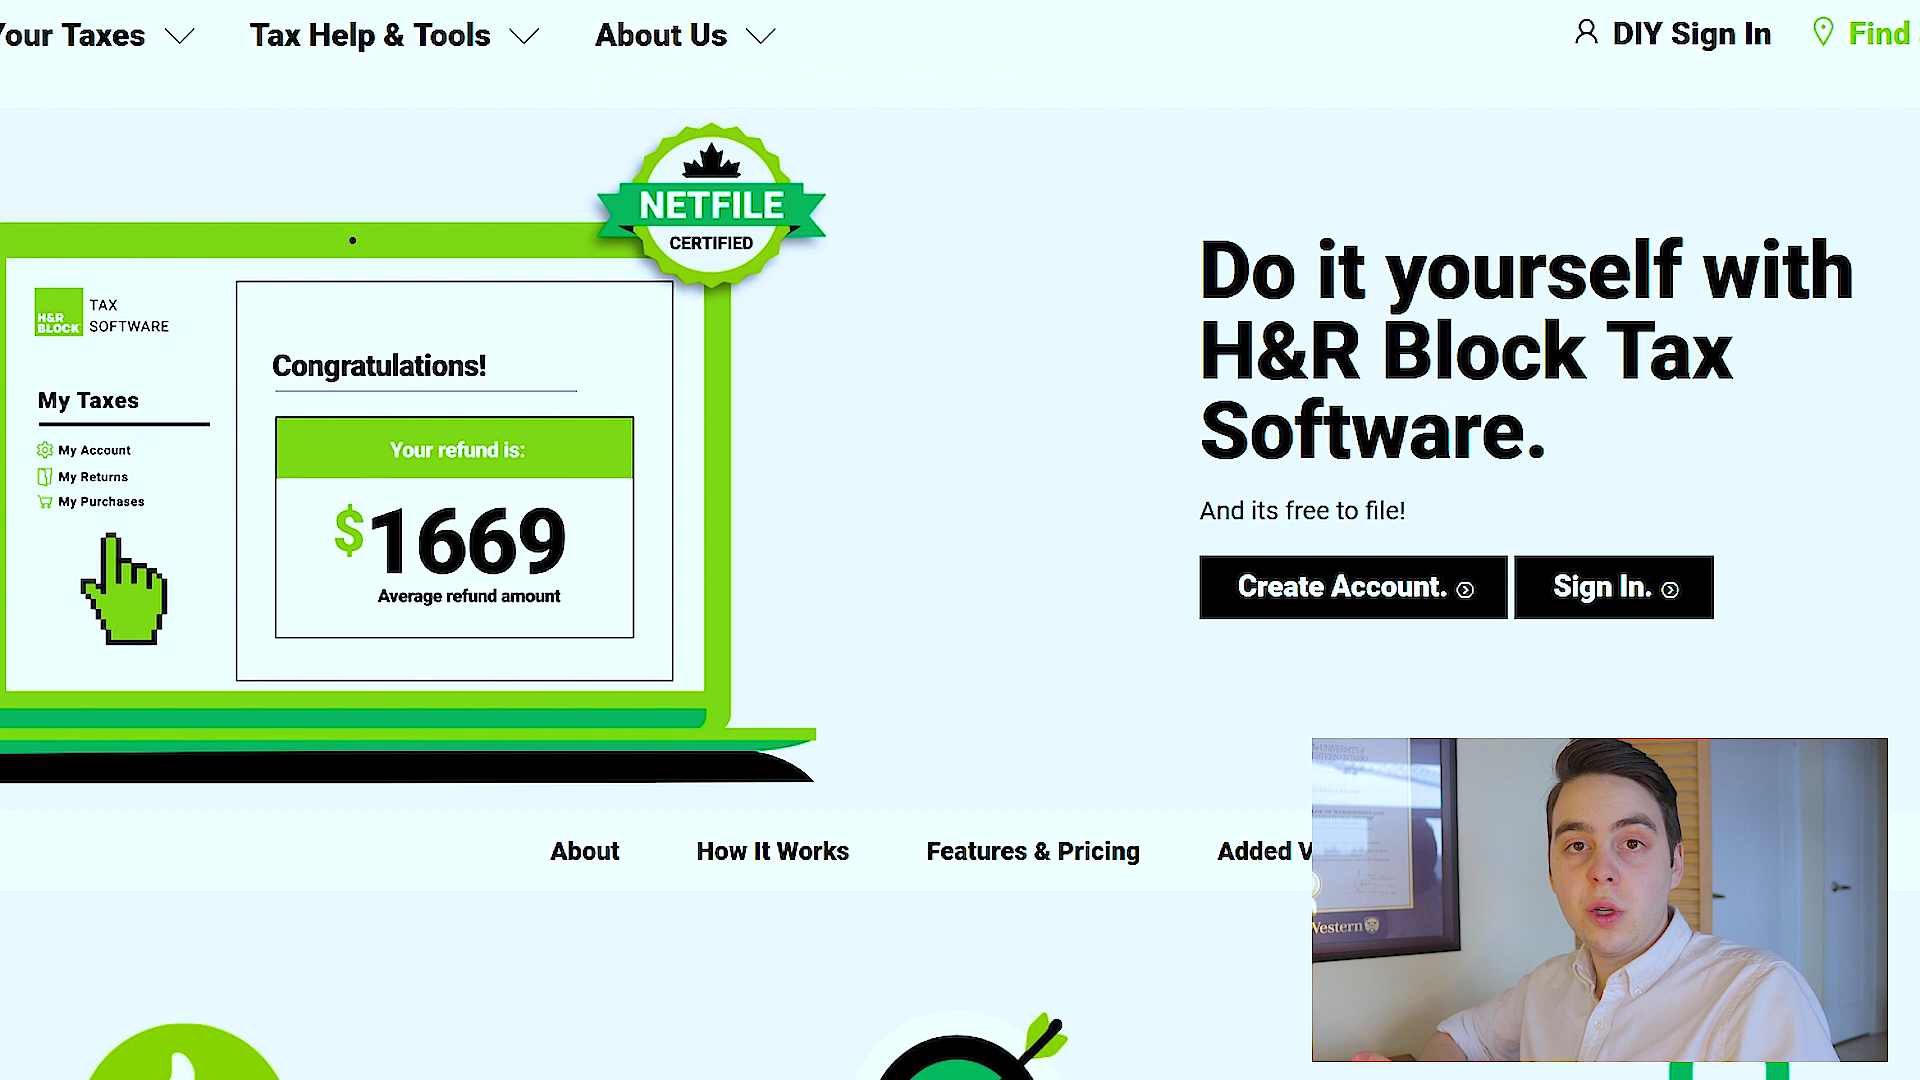 Your Taxes
Tax Help & Tools
About Us
DIY Sign In
Find
NETFILE
CERTIFIED
H&R
BLOCK
TAX
SOFTWARE
My Taxes
My Account
My Returns
My Purchases
Congratulations!
Your refund is:
$1669
Average refund amount
Do it yourself with
H&R Block Tax
Software.
And its free to file!
Create Account.
Sign In.
About
How It Works
Features & Pricing
Added V
Western